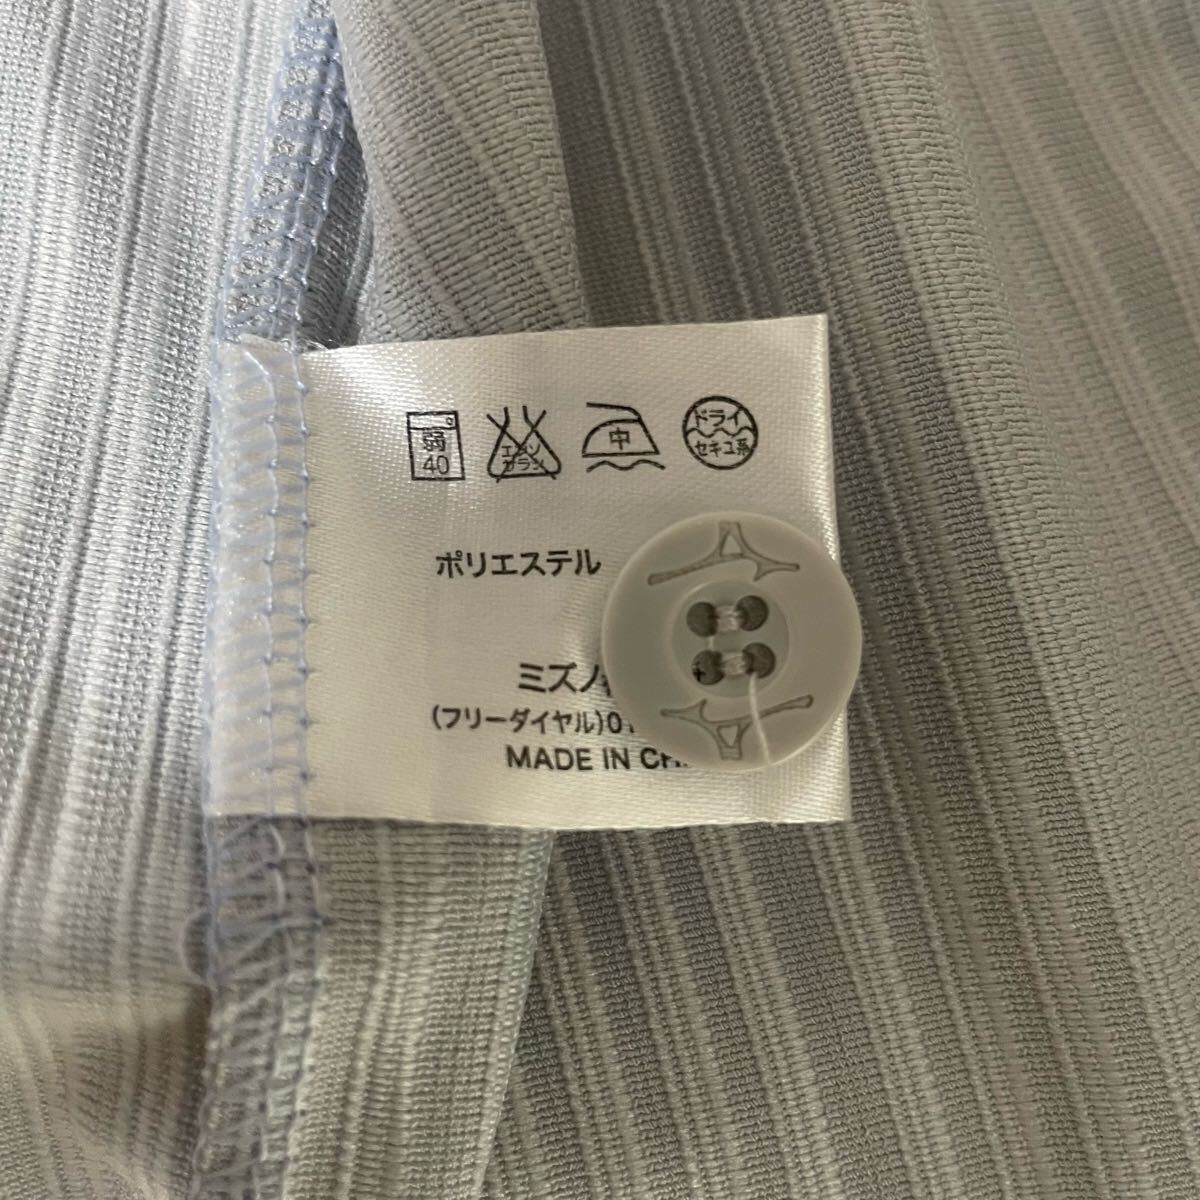 弱 40
エンソ サラシ
中
ドライ セキユ系
ポリエステル
ミズノ
(フリーダイヤル)01
MADE IN CH